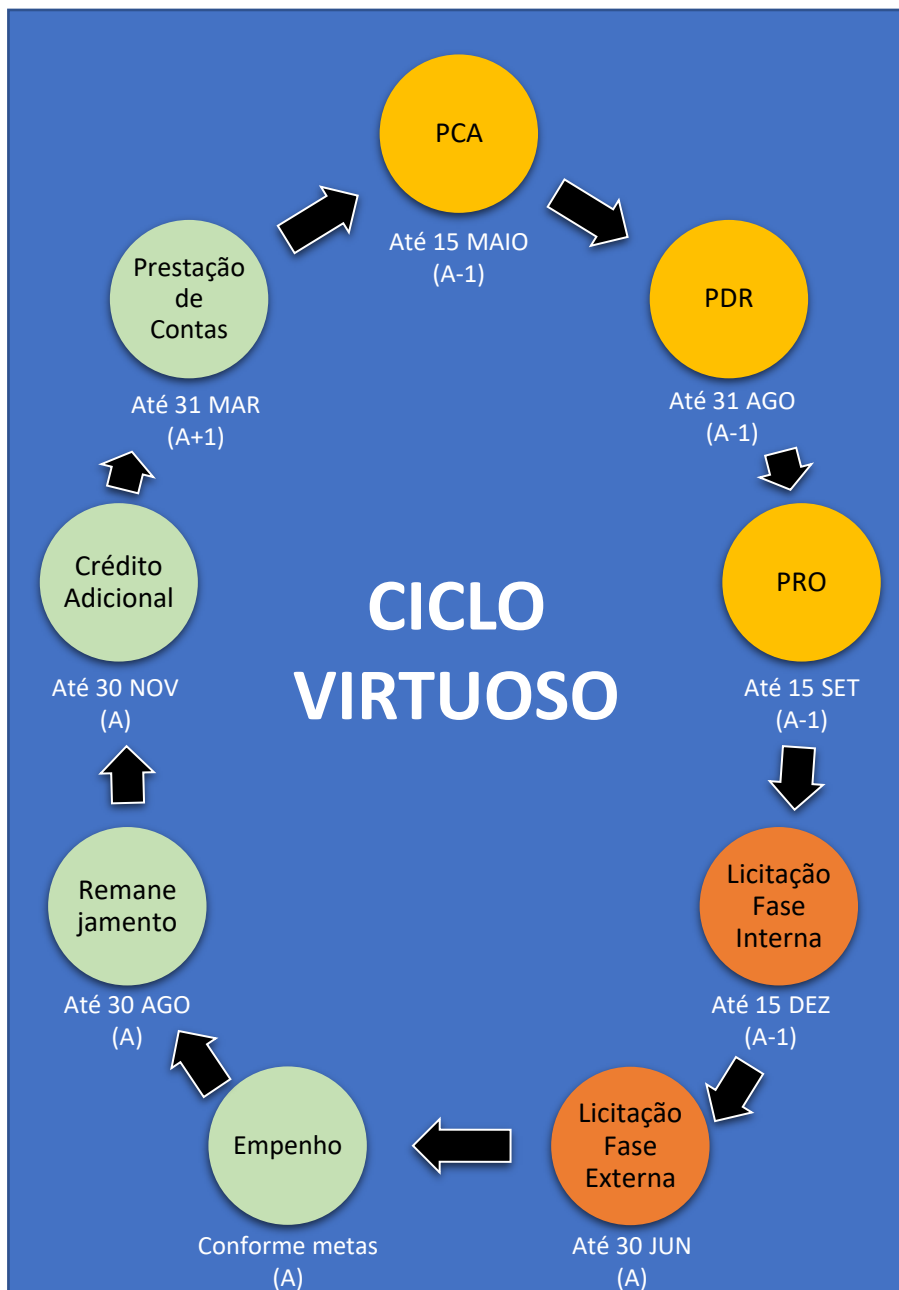 PCA
Até 15 MAIO
(A-1)
PDR
Até 31 AGO
(A-1)
PRO
Até 15 SET
(A-1)
Licitação
Fase
Interna
Até 15 DEZ
(A-1)
Licitação
Fase
Externa
Até 30 JUN
(A)
Empenho
Conforme metas
(A)
Remane
jamento
Até 30 AGO
(A)
Crédito
Adicional
Até 30 NOV
(A)
Prestação
de
Contas
Até 31 MAR
(A+1)
CICLO
VIRTUOSO